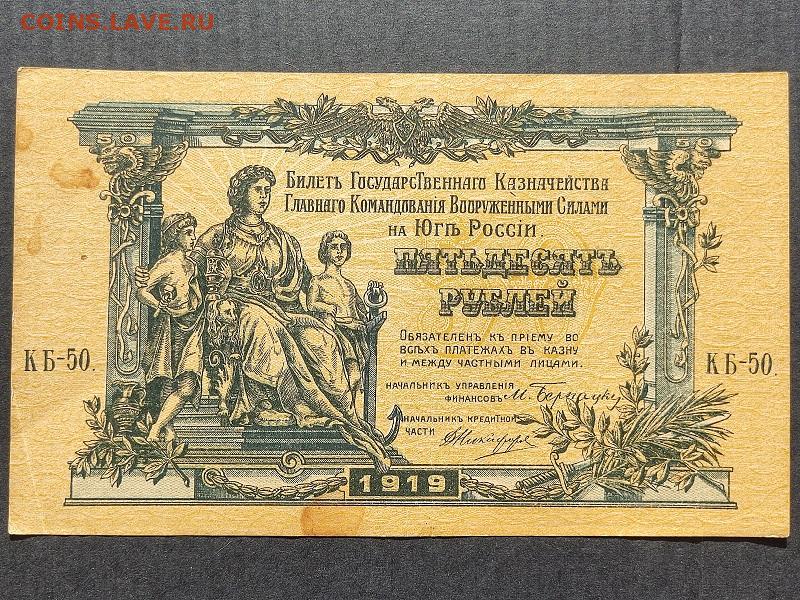 COINS.LAVE.РУ
50
50
Билетъ Государственнаго Казначейства
Главнаго Командованія Вооруженными Силами
на Югѣ Россіи.
ПЯТЬДЕСЯТЪ
РУБЛЕЙ
Обязателенъ къ пріему во
всѣхъ платежахъ въ казну
и между частными лицами.
КБ-50.
КБ-50.
Начальникъ Управленія
Финансовъ
Начальникъ Кредитной
Части
1919